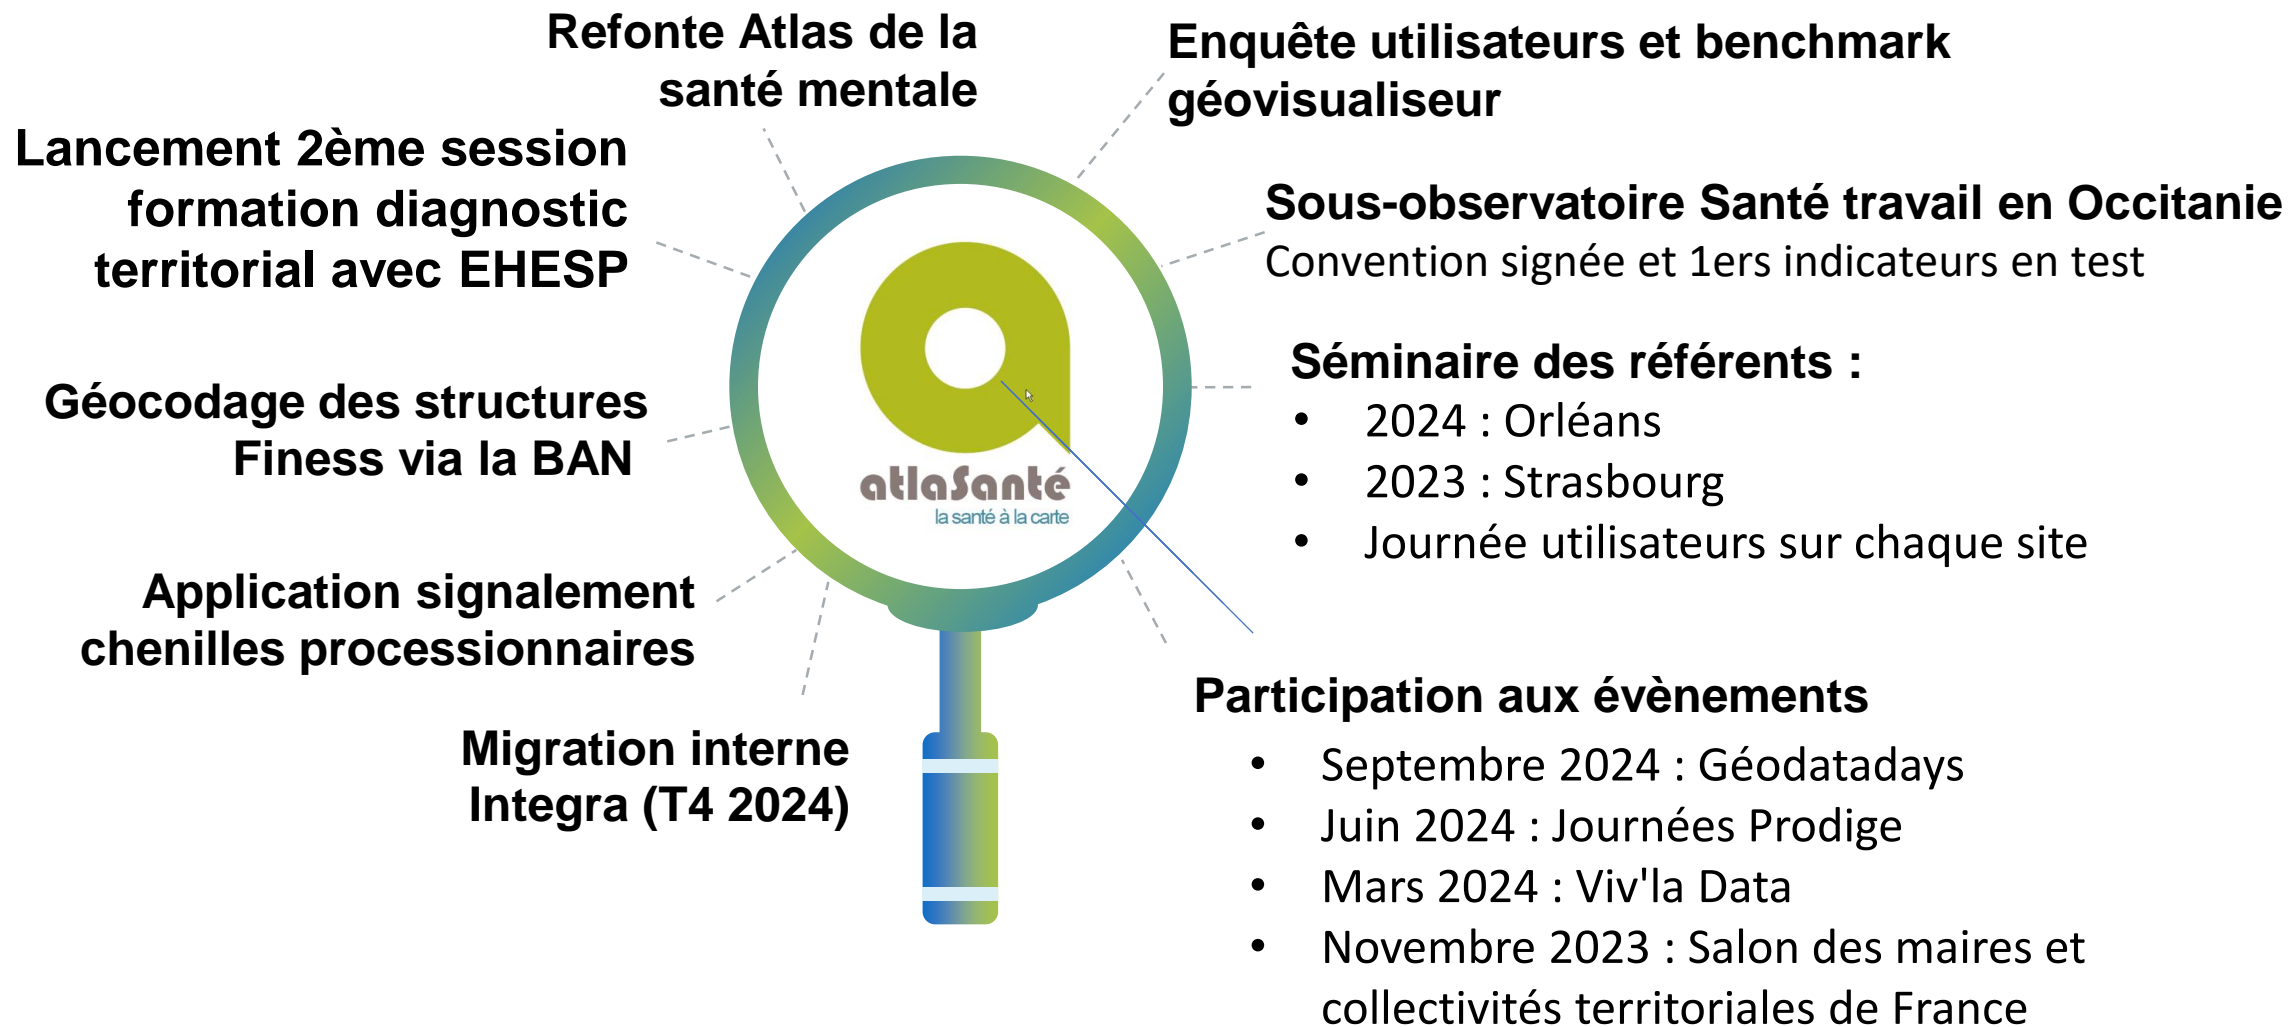 Refonte Atlas de la
santé mentale
Lancement 2ème session
formation diagnostic
territorial avec EHESP
Géocodage des structures
Finess via la BAN
Application signalement
chenilles processionnaires
Migration interne
Integra (T4 2024)
atlaSanté
la santé à la carte
Enquête utilisateurs et benchmark
géovisualiseur
Sous-observatoire Santé travail en Occitanie
Convention signée et 1ers indicateurs en test
Séminaire des référents :
• 2024 : Orléans
• 2023 : Strasbourg
• Journée utilisateurs sur chaque site
Participation aux évènements
• Septembre 2024 : Géodatadays
• Juin 2024 : Journées Prodige
• Mars 2024 : Viv'la Data
• Novembre 2023 : Salon des maires et
collectivités territoriales de France